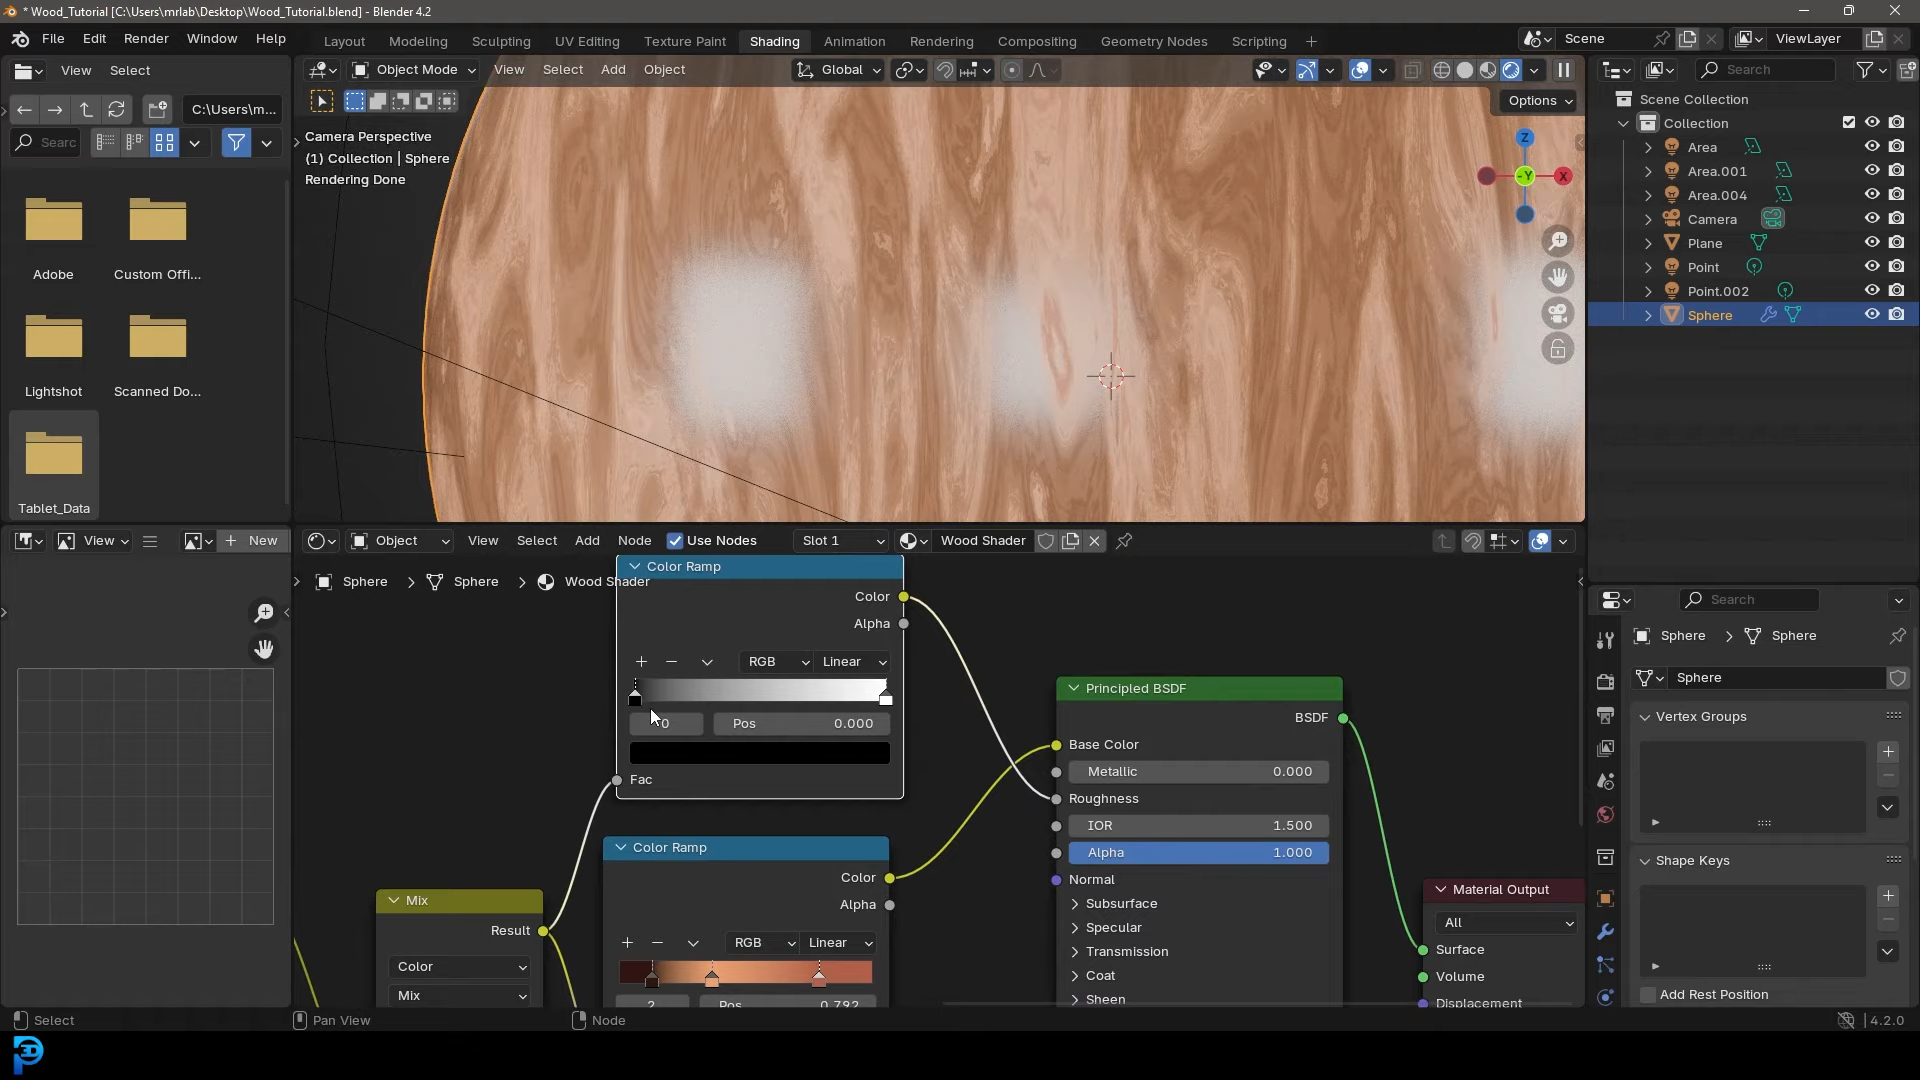 * Wood_Tutorial [C:\Users\mrlab\Desktop\Wood_Tutorial.blend] - Blender 4.2
File Edit Render Window Help
Layout Modeling Sculpting UV Editing Texture Paint Shading Animation Rendering Compositing Geometry Nodes Scripting +
Scene
ViewLayer
View Select
C:\Users\m...
Searc
Adobe
Custom Offi...
Lightshot
Scanned Do...
Tablet_Data
Object Mode View Select Add Object
Global
Options
Camera Perspective
(1) Collection | Sphere
Rendering Done
Z
-Y
X
Search
Scene Collection
Collection
Area
Area.001
Area.004
Camera
Plane
Point
Point.002
Sphere
View
+ New
Object View Select Add Node Use Nodes Slot 1 Wood Shader
Sphere > Sphere > Wood Shader
Color Ramp
Color
Alpha
+ − RGB Linear
0 Pos 0.000
Fac
Color Ramp
Color
Alpha
+ − RGB Linear
2 Pos 0.792
Mix
Result
Color
Mix
Principled BSDF
BSDF
Base Color
Metallic 0.000
Roughness
IOR 1.500
Alpha 1.000
Normal
Subsurface
Specular
Transmission
Coat
Sheen
Material Output
All
Surface
Volume
Displacement
Search
Sphere > Sphere
Sphere
Vertex Groups
Shape Keys
Add Rest Position
Select
Pan View
Node
4.2.0